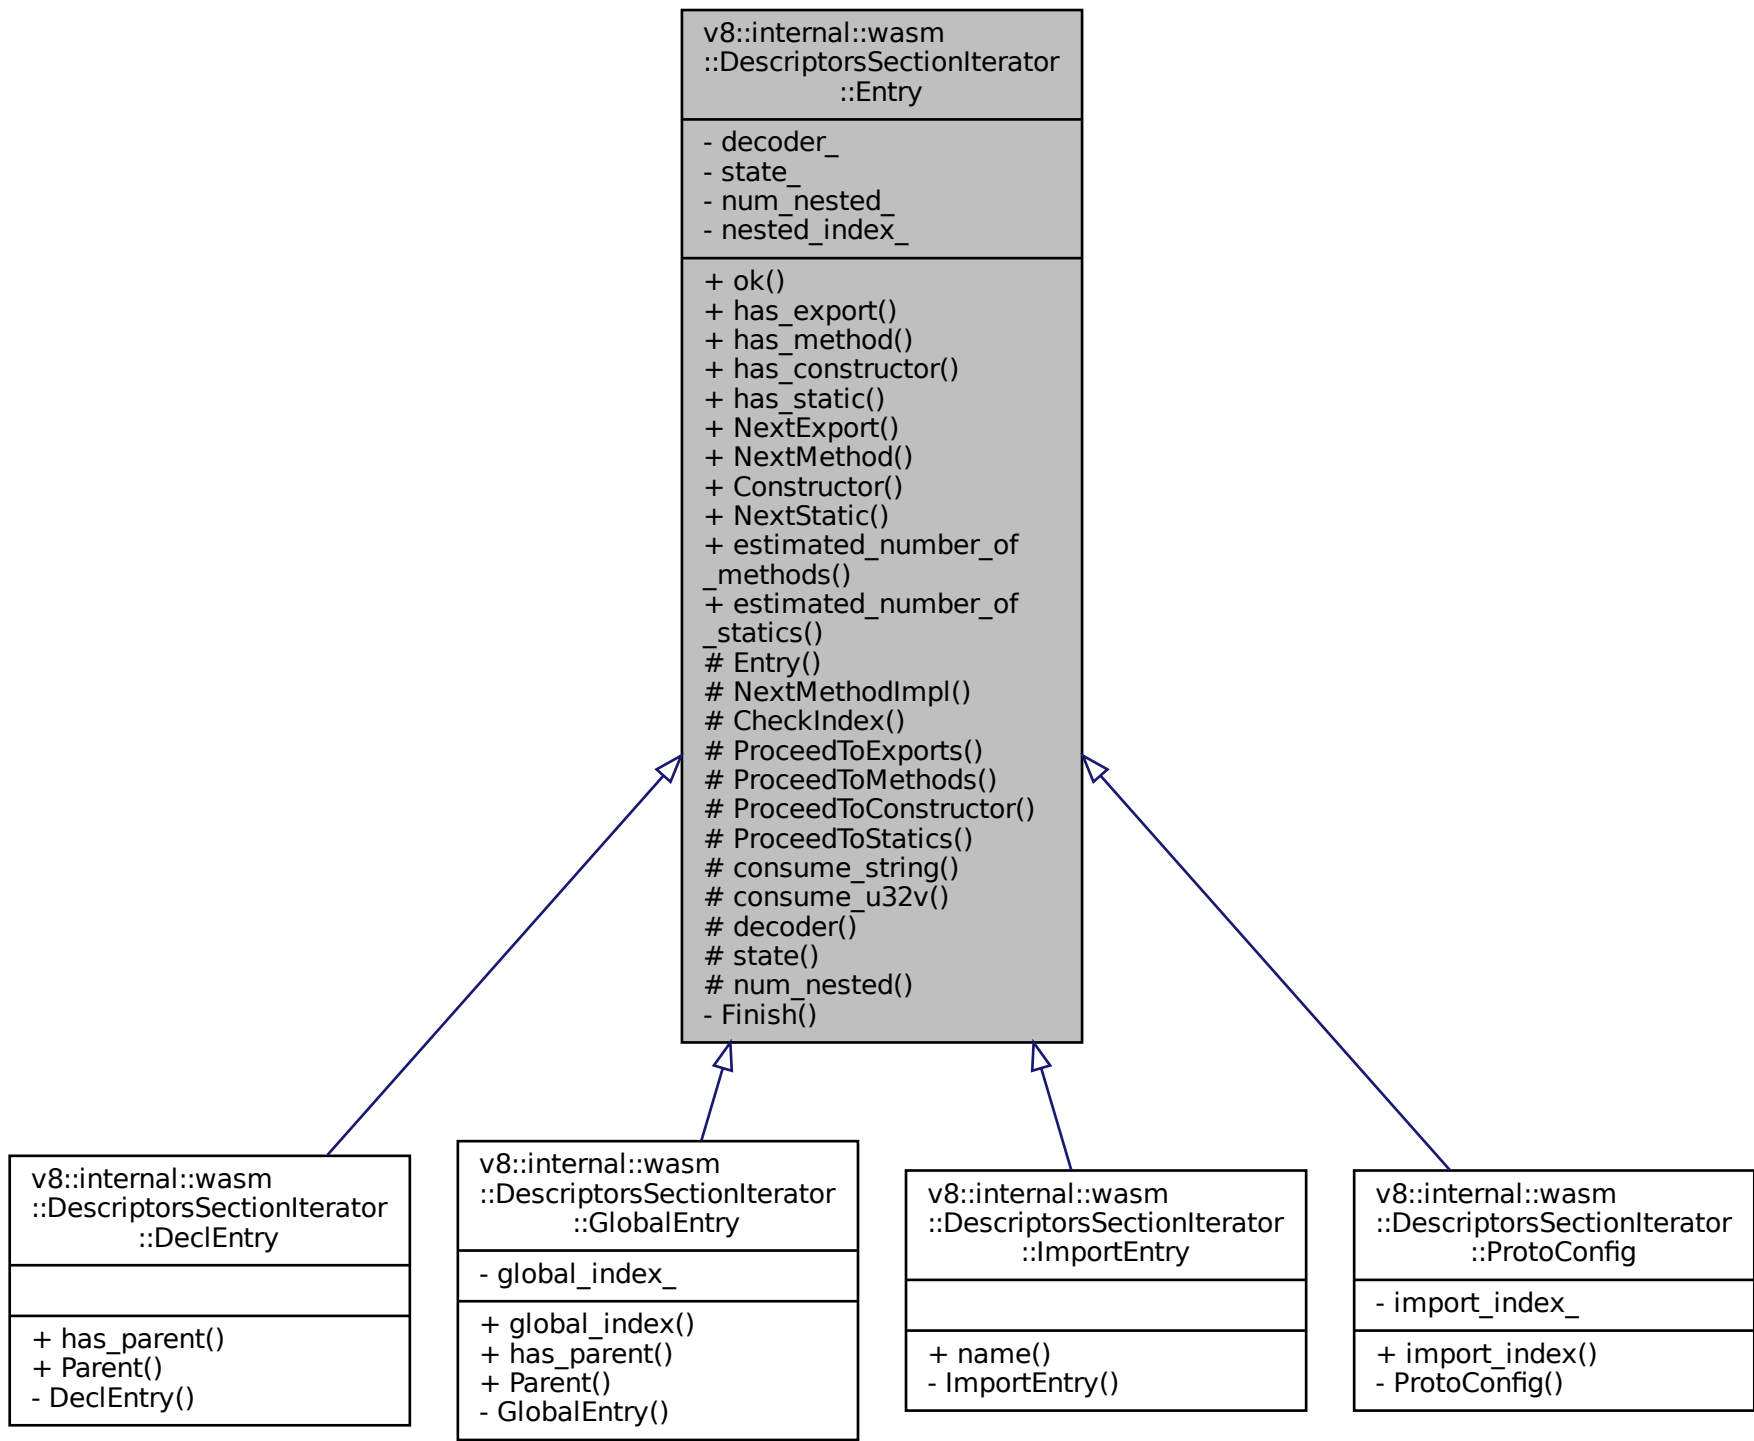 v8::internal::wasm
::DescriptorsSectionIterator
::Entry
- decoder_
- state_
- num_nested_
- nested_index_
+ ok()
+ has_export()
+ has_method()
+ has_constructor()
+ has_static()
+ NextExport()
+ NextMethod()
+ Constructor()
+ NextStatic()
+ estimated_number_of
_methods()
+ estimated_number_of
_statics()
# Entry()
# NextMethodImpl()
# CheckIndex()
# ProceedToExports()
# ProceedToMethods()
# ProceedToConstructor()
# ProceedToStatics()
# consume_string()
# consume_u32v()
# decoder()
# state()
# num_nested()
- Finish()
v8::internal::wasm
::DescriptorsSectionIterator
::DeclEntry
+ has_parent()
+ Parent()
- DeclEntry()
v8::internal::wasm
::DescriptorsSectionIterator
::GlobalEntry
- global_index_
+ global_index()
+ has_parent()
+ Parent()
- GlobalEntry()
v8::internal::wasm
::DescriptorsSectionIterator
::ImportEntry
+ name()
- ImportEntry()
v8::internal::wasm
::DescriptorsSectionIterator
::ProtoConfig
- import_index_
+ import_index()
- ProtoConfig()